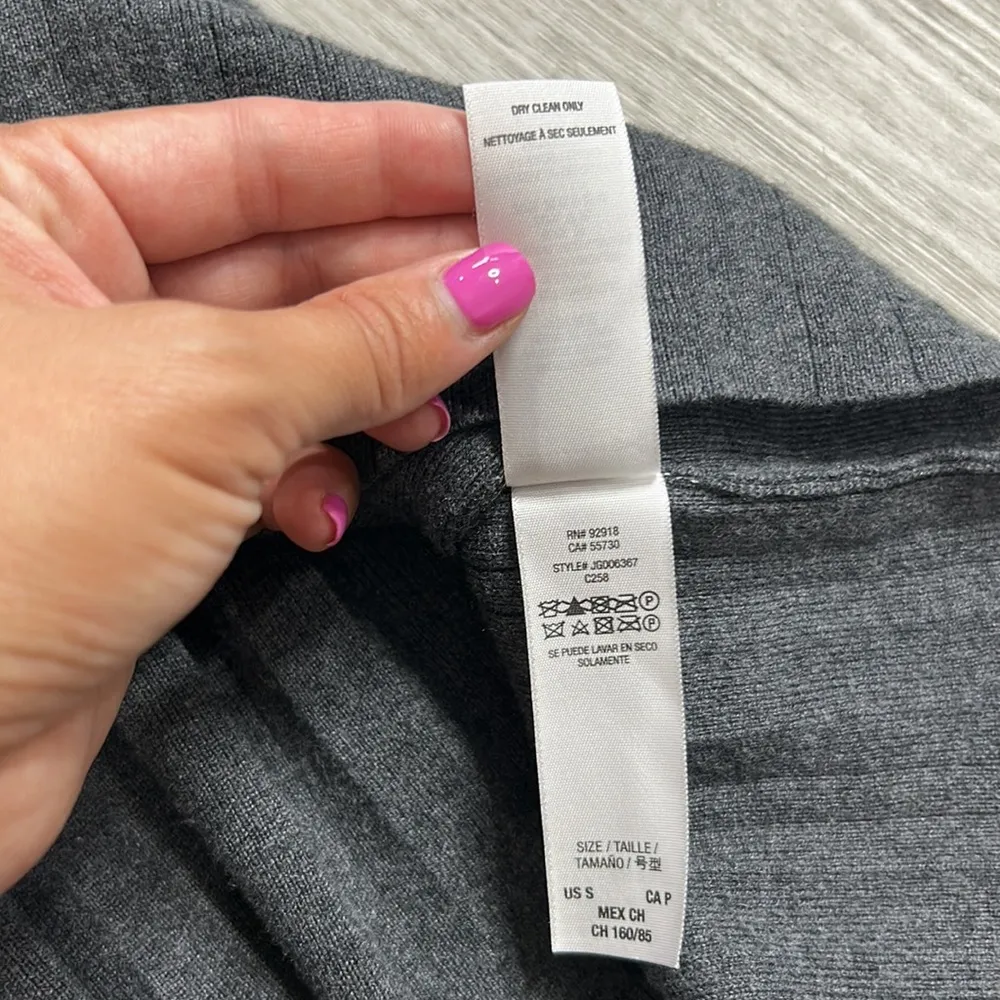 DRY CLEAN ONLY
NETTOYAGE À SEC SEULEMENT
RN# 92918
CA# 55730
STYLE# JG006367
C258
P
P
SE PUEDE LAVAR EN SECO
SOLAMENTE
SIZE / TAILLE /
TAMAÑO / 号型
US S CA P
MEX CH
CH 160/85